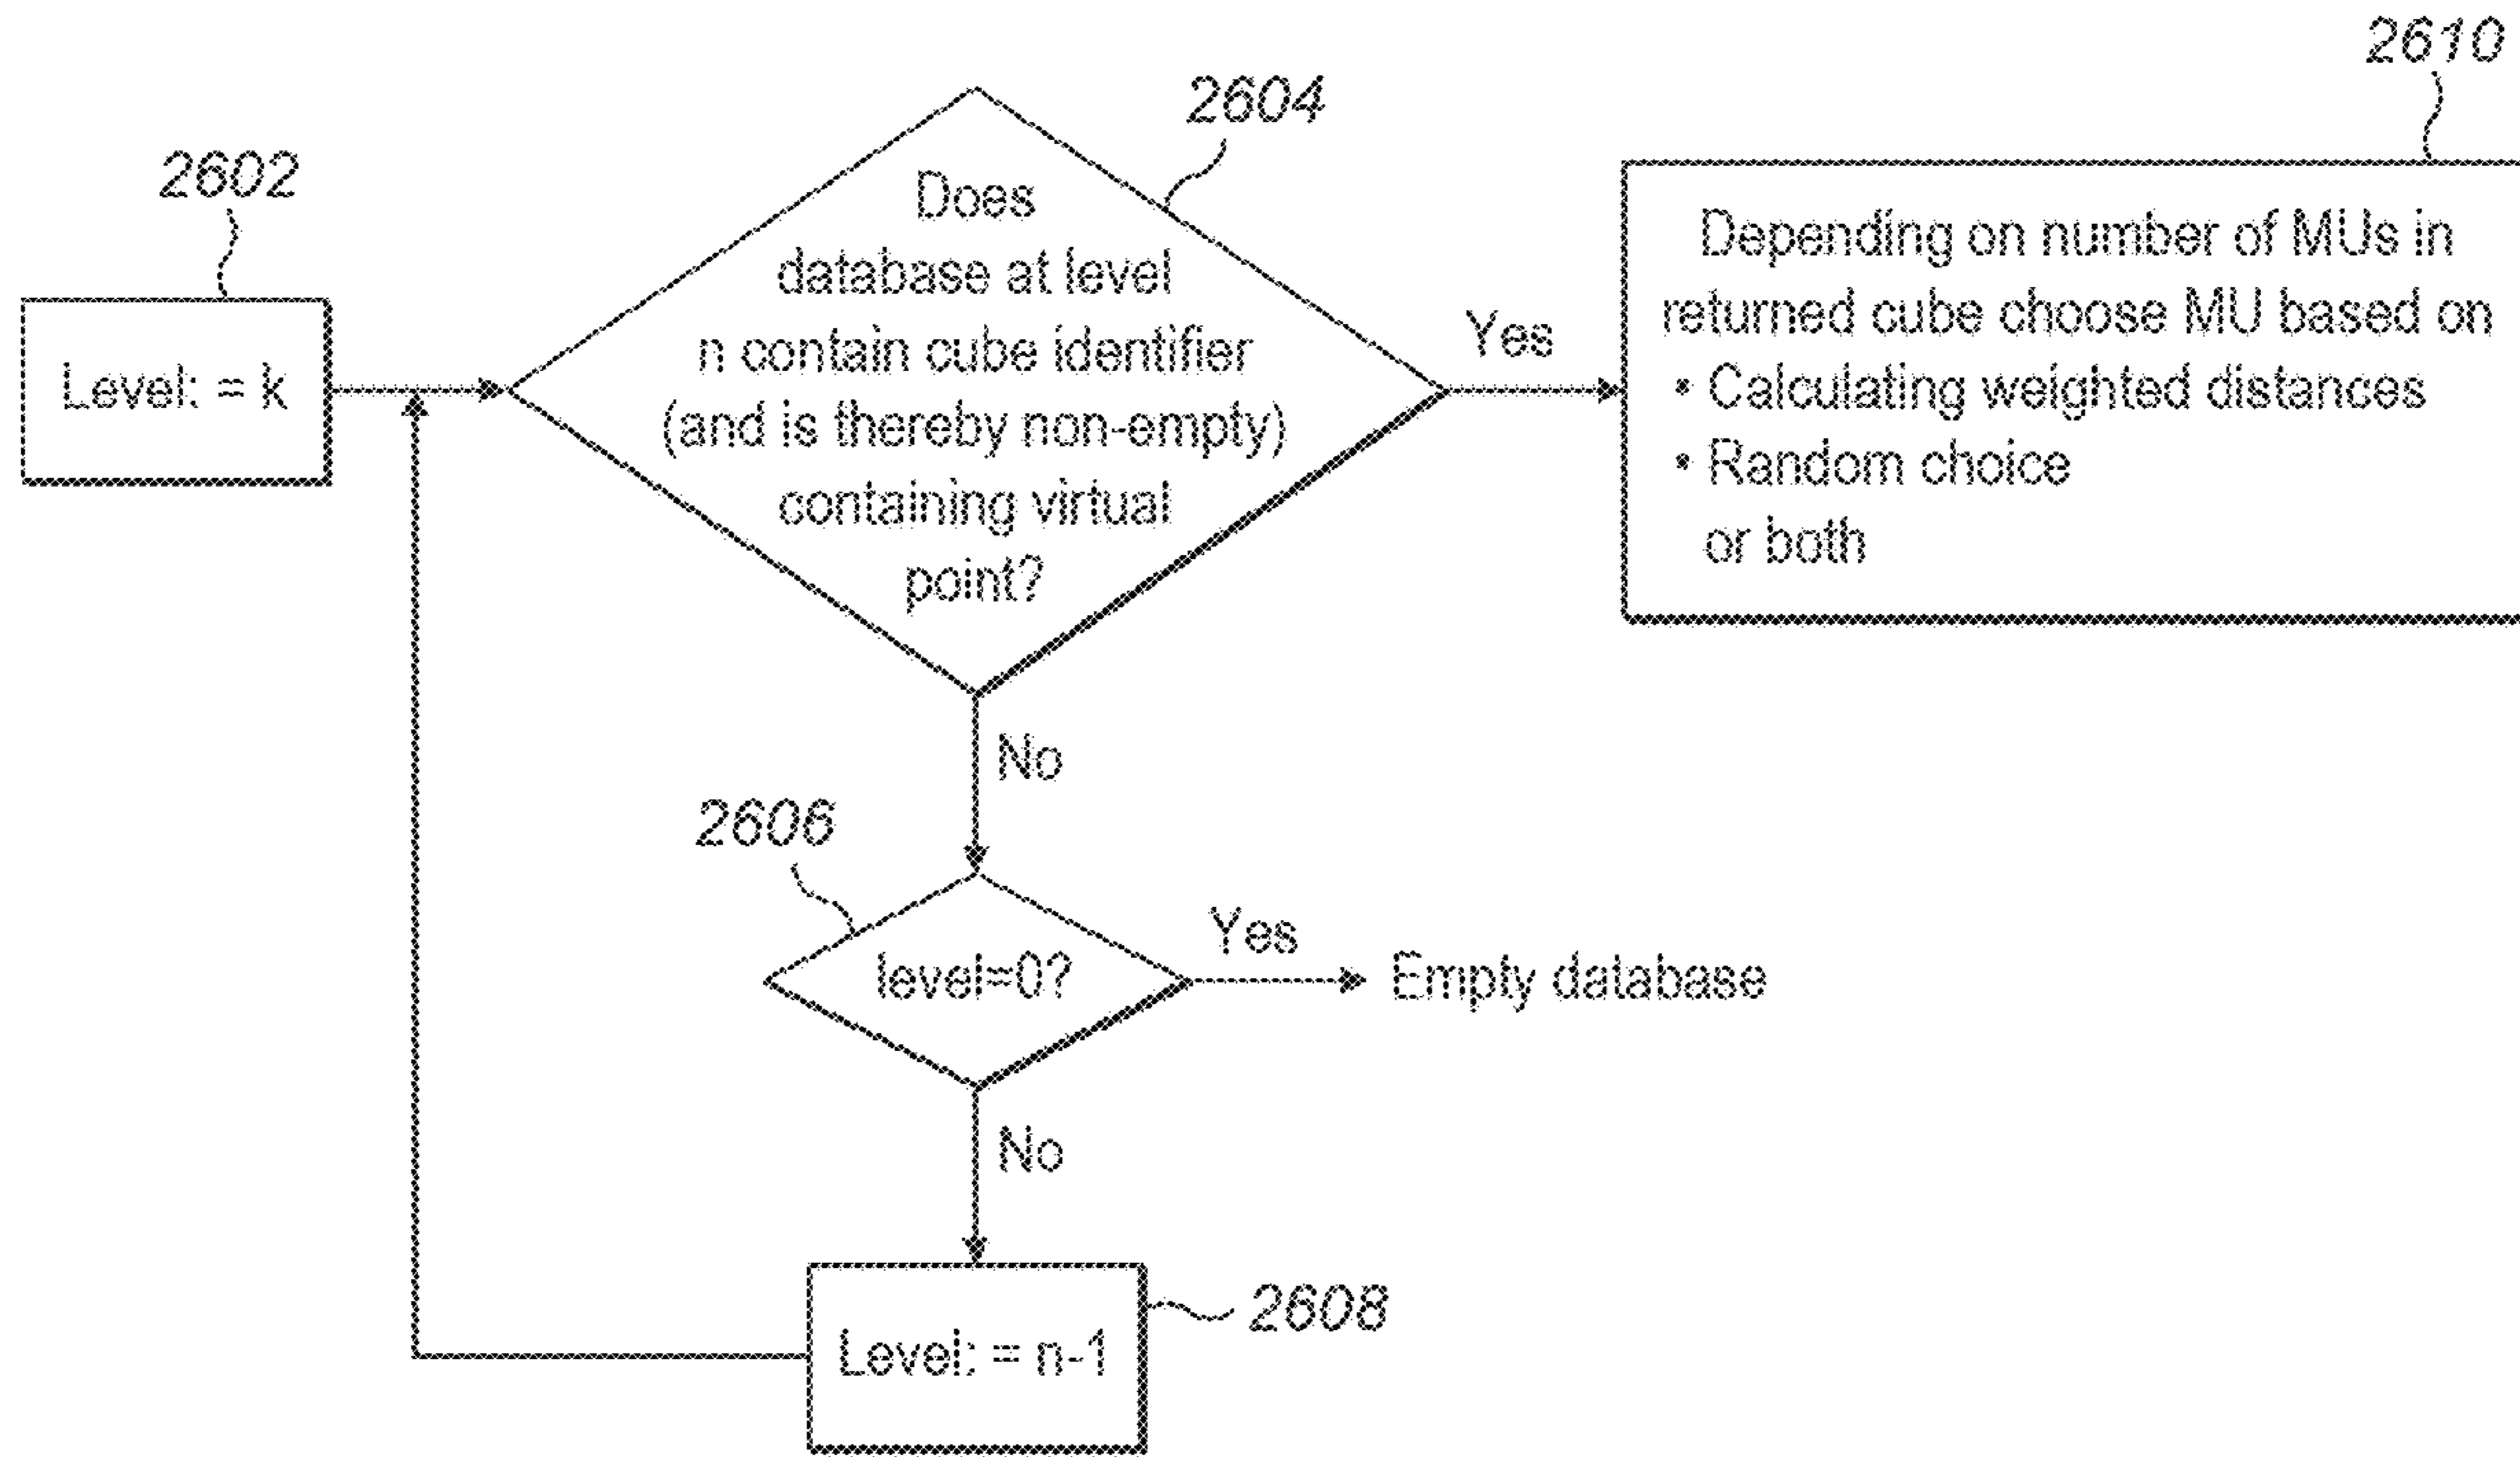 2610
2604
2602
Does
database at level
n contain cube identifier
(and is thereby non-empty)
containing virtual
point?
Level: = k
Yes
Depending on number of MUs in
returned cube choose MU based on
• Calculating weighted distances
• Random choice
or both
No
2606
level=0?
Yes
Empty database
No
Level: = n-1
2608